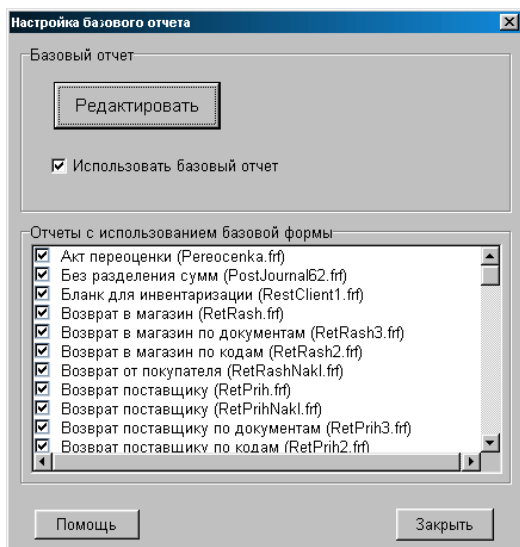 Настройка базового отчета
Базовый отчет
Редактировать
Использовать базовый отчет
Отчеты с использованием базовой формы
Акт переоценки (Pereocenka.frf)
Без разделения сумм (PostJournal62.frf)
Бланк для инвентаризации (RestClient1.frf)
Возврат в магазин (RetRash.frf)
Возврат в магазин по документам (RetRash3.frf)
Возврат в магазин по кодам (RetRash2.frf)
Возврат от покупателя (RetRashNakl.frf)
Возврат поставщику (RetPrih.frf)
Возврат поставщику (RetPrihNakl.frf)
Возврат поставщику по документам (RetPrih3.frf)
Возврат поставщику по кодам (RetPrih2.frf)
Помощь
Закрыть